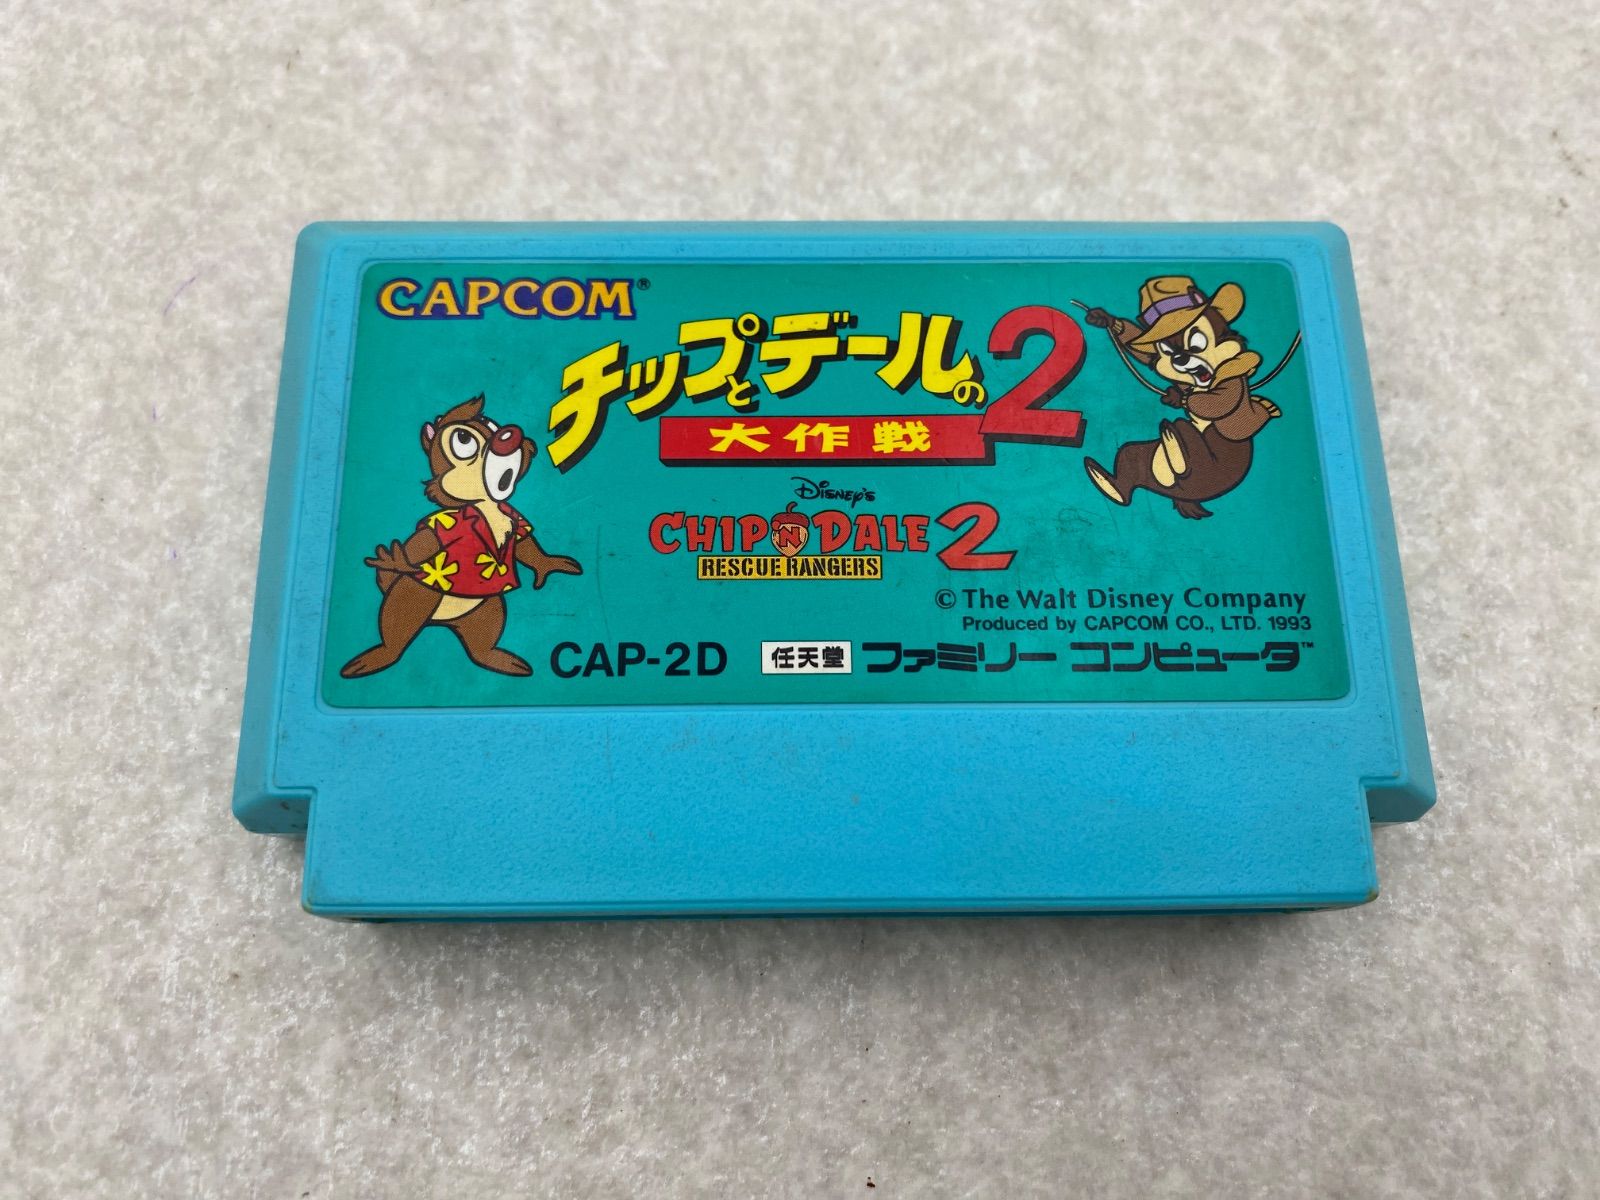 CAPCOM®
チップとデールの
大作戦2
Disney's
CHIP 'N DALE 2
RESCUE RANGERS
© The Walt Disney Company
Produced by CAPCOM CO., LTD. 1993
CAP-2D 任天堂 ファミリーコンピュータ™